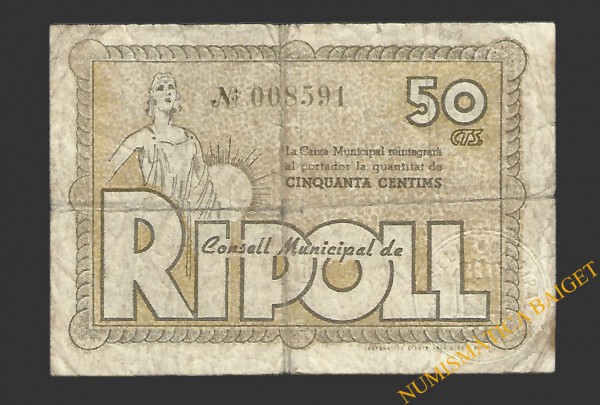 Nº 008591
50
CTS.
La Caixa Municipal reintegrarà
al portador la quantitat de
CINQUANTA CENTIMS
Consell Municipal de
RIPOLL
NUMISMATICA BAIGET